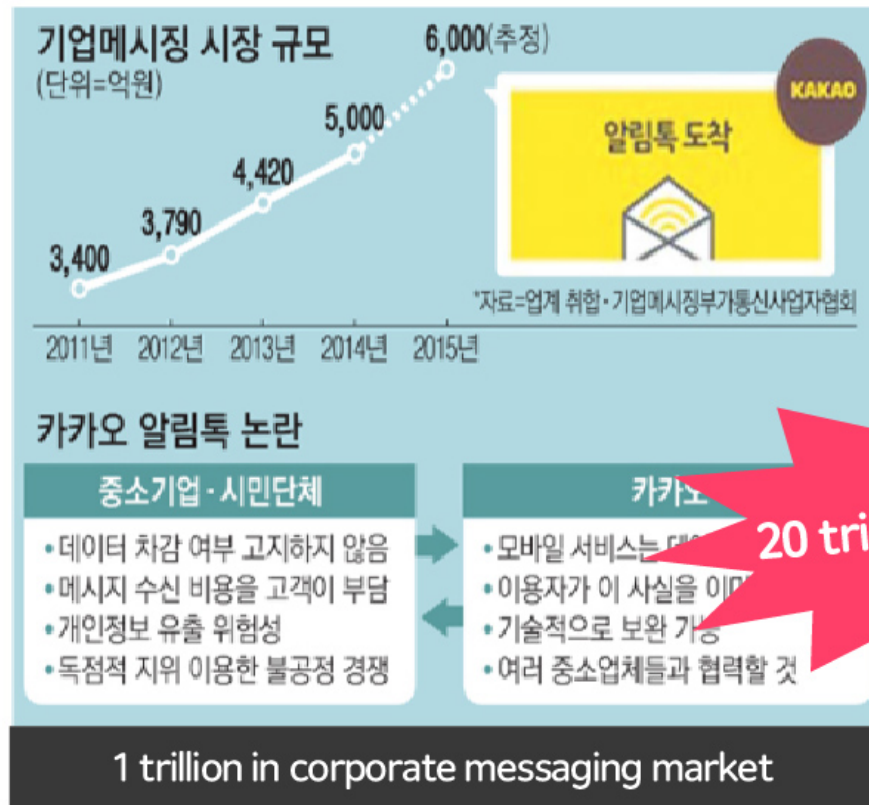 기업메시징 시장 규모
(단위=억원)
6,000(추정)
5,000
4,420
3,790
3,400
2011년 2012년 2013년 2014년 2015년
KAKAO
알림톡 도착
*자료=업계 취합·기업메시징부가통신사업자협회
카카오 알림톡 논란
중소기업·시민단체
•데이터 차감 여부 고지하지 않음
•메시지 수신 비용을 고객이 부담
•개인정보 유출 위험성
•독점적 지위 이용한 불공정 경쟁
카카오
•모바일 서비스는
•이용자가 이 사실을
•기술적으로 보완 가능
•여러 중소업체들과 협력할 것
20 tri
1 trillion in corporate messaging market